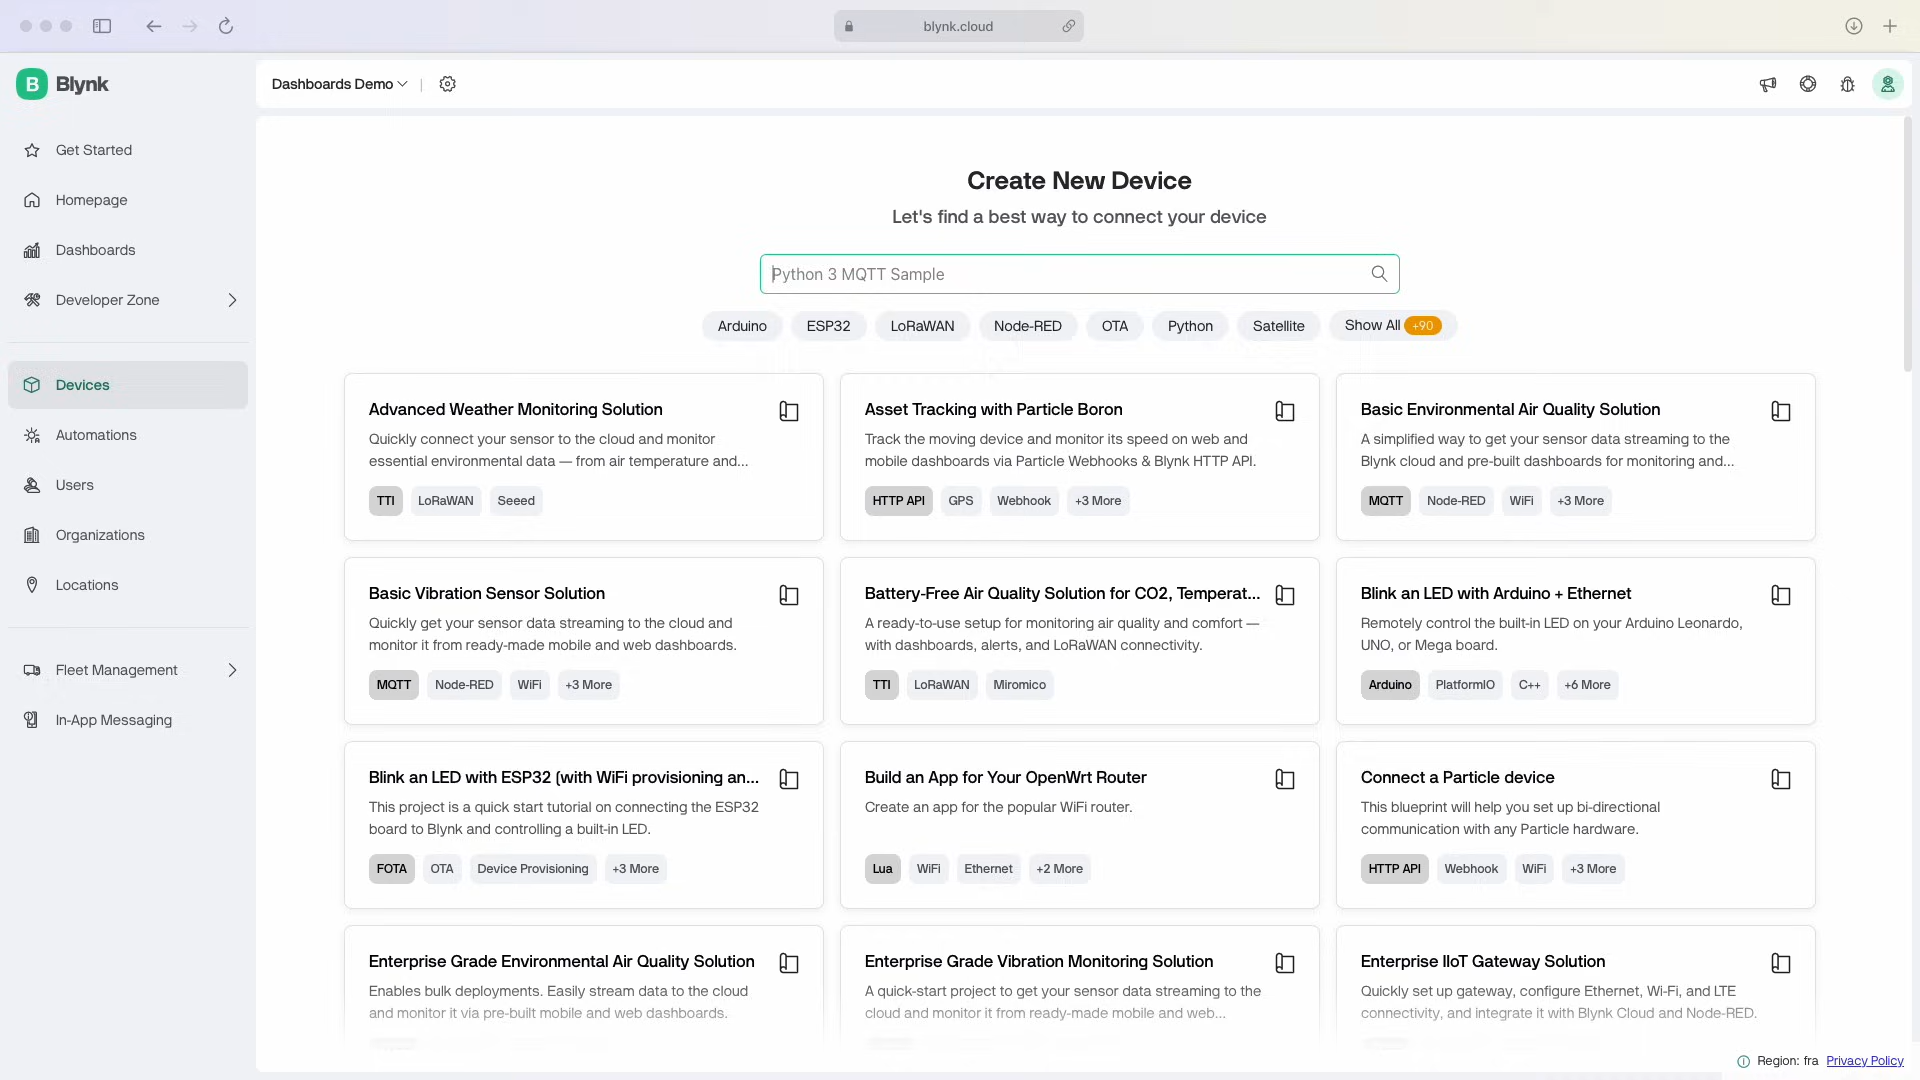 blynk.cloud
B Blynk
Dashboards Demo
Get Started
Homepage
Dashboards
Developer Zone
Devices
Automations
Users
Organizations
Locations
Fleet Management
In-App Messaging
Create New Device
Let's find a best way to connect your device
Python 3 MQTT Sample
Arduino ESP32 LoRaWAN Node-RED OTA Python Satellite Show All +90
Advanced Weather Monitoring Solution
Quickly connect your sensor to the cloud and monitor
essential environmental data — from air temperature and...
TTI LoRaWAN Seeed
Asset Tracking with Particle Boron
Track the moving device and monitor its speed on web and
mobile dashboards via Particle Webhooks & Blynk HTTP API.
HTTP API GPS Webhook +3 More
Basic Environmental Air Quality Solution
A simplified way to get your sensor data streaming to the
Blynk cloud and pre-built dashboards for monitoring and...
MQTT Node-RED WiFi +3 More
Basic Vibration Sensor Solution
Quickly get your sensor data streaming to the cloud and
monitor it from ready-made mobile and web dashboards.
MQTT Node-RED WiFi +3 More
Battery-Free Air Quality Solution for CO2, Temperat...
A ready-to-use setup for monitoring air quality and comfort —
with dashboards, alerts, and LoRaWAN connectivity.
TTI LoRaWAN Miromico
Blink an LED with Arduino + Ethernet
Remotely control the built-in LED on your Arduino Leonardo,
UNO, or Mega board.
Arduino PlatformIO C++ +6 More
Blink an LED with ESP32 (with WiFi provisioning an...
This project is a quick start tutorial on connecting the ESP32
board to Blynk and controlling a built-in LED.
FOTA OTA Device Provisioning +3 More
Build an App for Your OpenWrt Router
Create an app for the popular WiFi router.
Lua WiFi Ethernet +2 More
Connect a Particle device
This blueprint will help you set up bi-directional
communication with any Particle hardware.
HTTP API Webhook WiFi +3 More
Enterprise Grade Environmental Air Quality Solution
Enables bulk deployments. Easily stream data to the cloud
and monitor it via pre-built mobile and web dashboards.
Enterprise Grade Vibration Monitoring Solution
A quick-start project to get your sensor data streaming to the
cloud and monitor it from ready-made mobile and web...
Enterprise IIoT Gateway Solution
Quickly set up gateway, configure Ethernet, Wi-Fi, and LTE
connectivity, and integrate it with Blynk Cloud and Node-RED.
Region: fra Privacy Policy